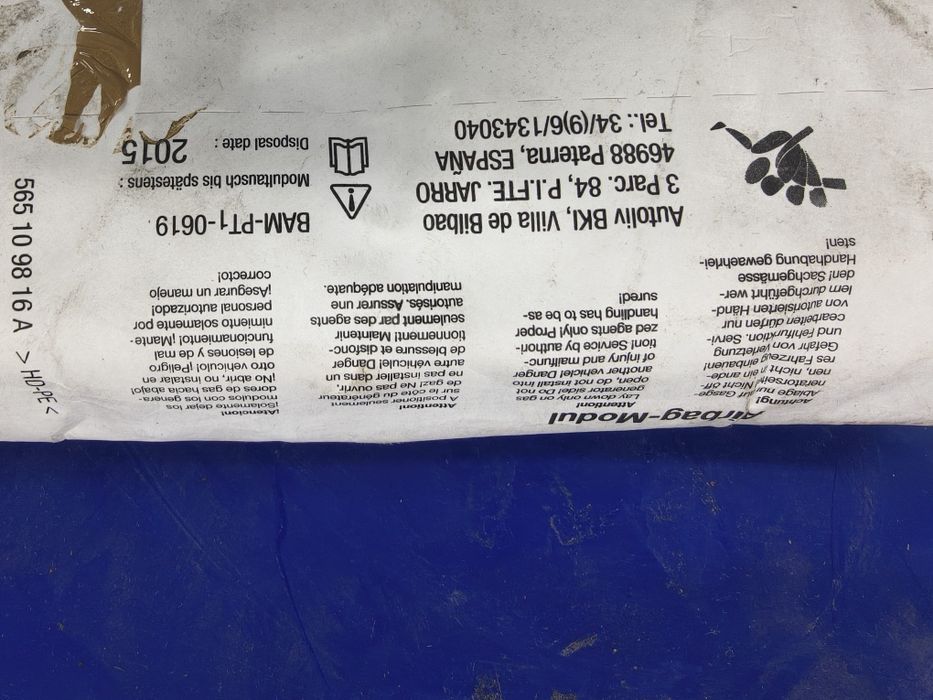 Airbag-Modul
Achtung!
Ablage nur auf Gasge-
neratorseite! Nicht öff-
nen, nicht in ein ande-
res Fahrzeug einbauen!
Gefahr von Verletzung
und Fehlfunktion. Servi-
cearbeiten dürfen nur
von autorisierten Händ-
lern durchgeführt wer-
den! Sachgemässe
Handhabung gewaehrlei-
sten!
Attention!
Lay down only on gas
generator side! Do not
open, do not install into
another vehicle! Danger
of injury and malfunc-
tion! Service by authori-
zed agents only! Proper
handling has to be as-
sured!
Attention!
A positionner seulement
sur le côte du générateur
de gaz! Ne pas ouvrir,
ne pas installer dans un
autre véhicule! Danger
de blessure et disfonc-
tionnement! Maintenir
seulement par des agents
autorisés. Assurer une
manipulation adéquate.
¡Atención!
¡Solamente dejar los
modulos con los genera-
dores de gas hacia abajo!
¡No abrir, no instalar en
otro vehiculo! ¡Peligro
de lesiones y de mal
funcionamiento! ¡Mante-
nimiento solamente por
personal autorizado!
¡Asegurar un manejo
correcto!
Autoliv BKI, Villa de Bilbao
3 Parc. 84, P.I.FTE. JARRO
46988 Paterna, ESPAÑA
Tel.: 34/(9)6/1343040
BAM-PT1-0619
Modultausch bis spätestens :
Disposal date : 2015
565 10 98 16 A >HD-PE<